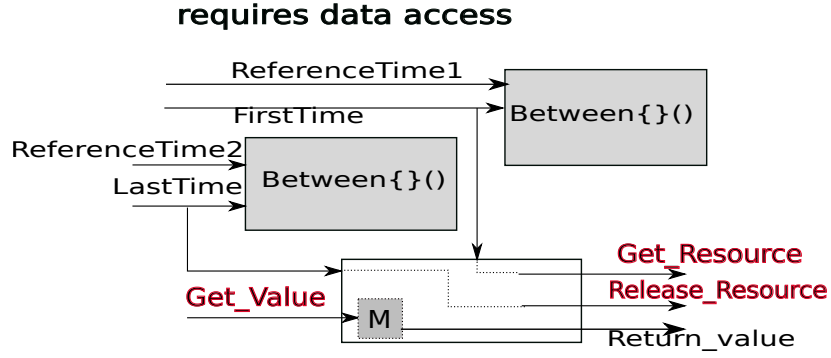 requires data access
ReferenceTime1
FirstTime
Between{}()
ReferenceTime2
LastTime
Between{}()
Get_Resource
Get_Value
Release_Resource
M
Return_value